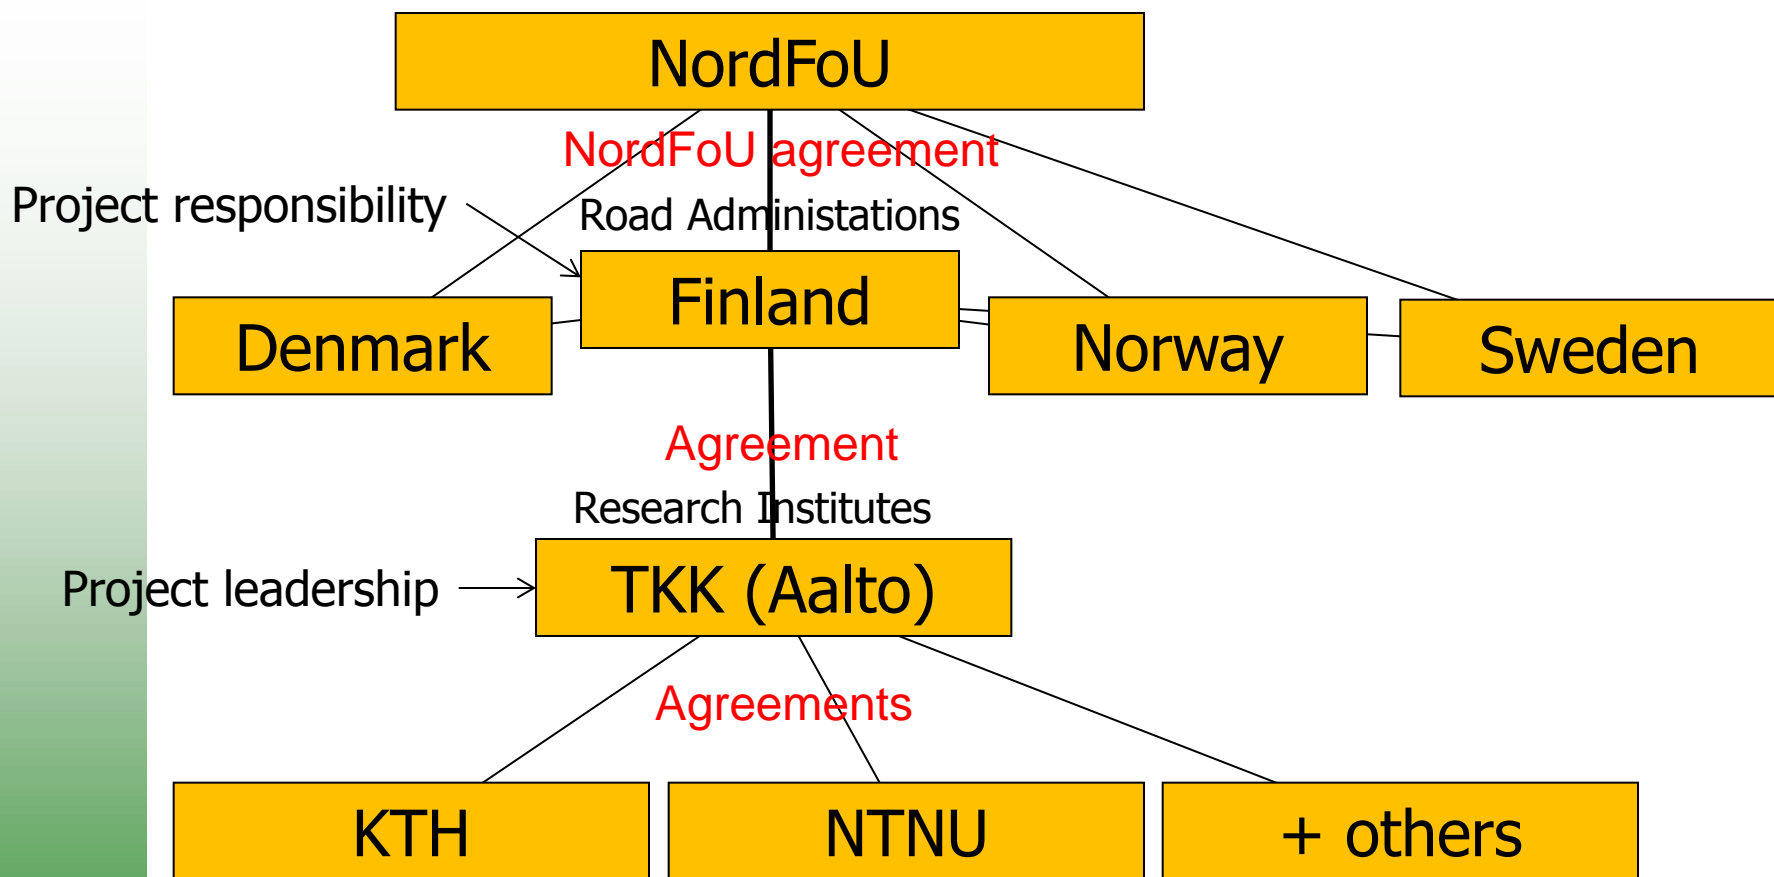 NordFoU
NordFoU agreement
Project responsibility
Road Administations
Finland
Denmark
Norway
Sweden
Agreement
Research Institutes
Project leadership
TKK (Aalto)
Agreements
KTH
NTNU
+ others